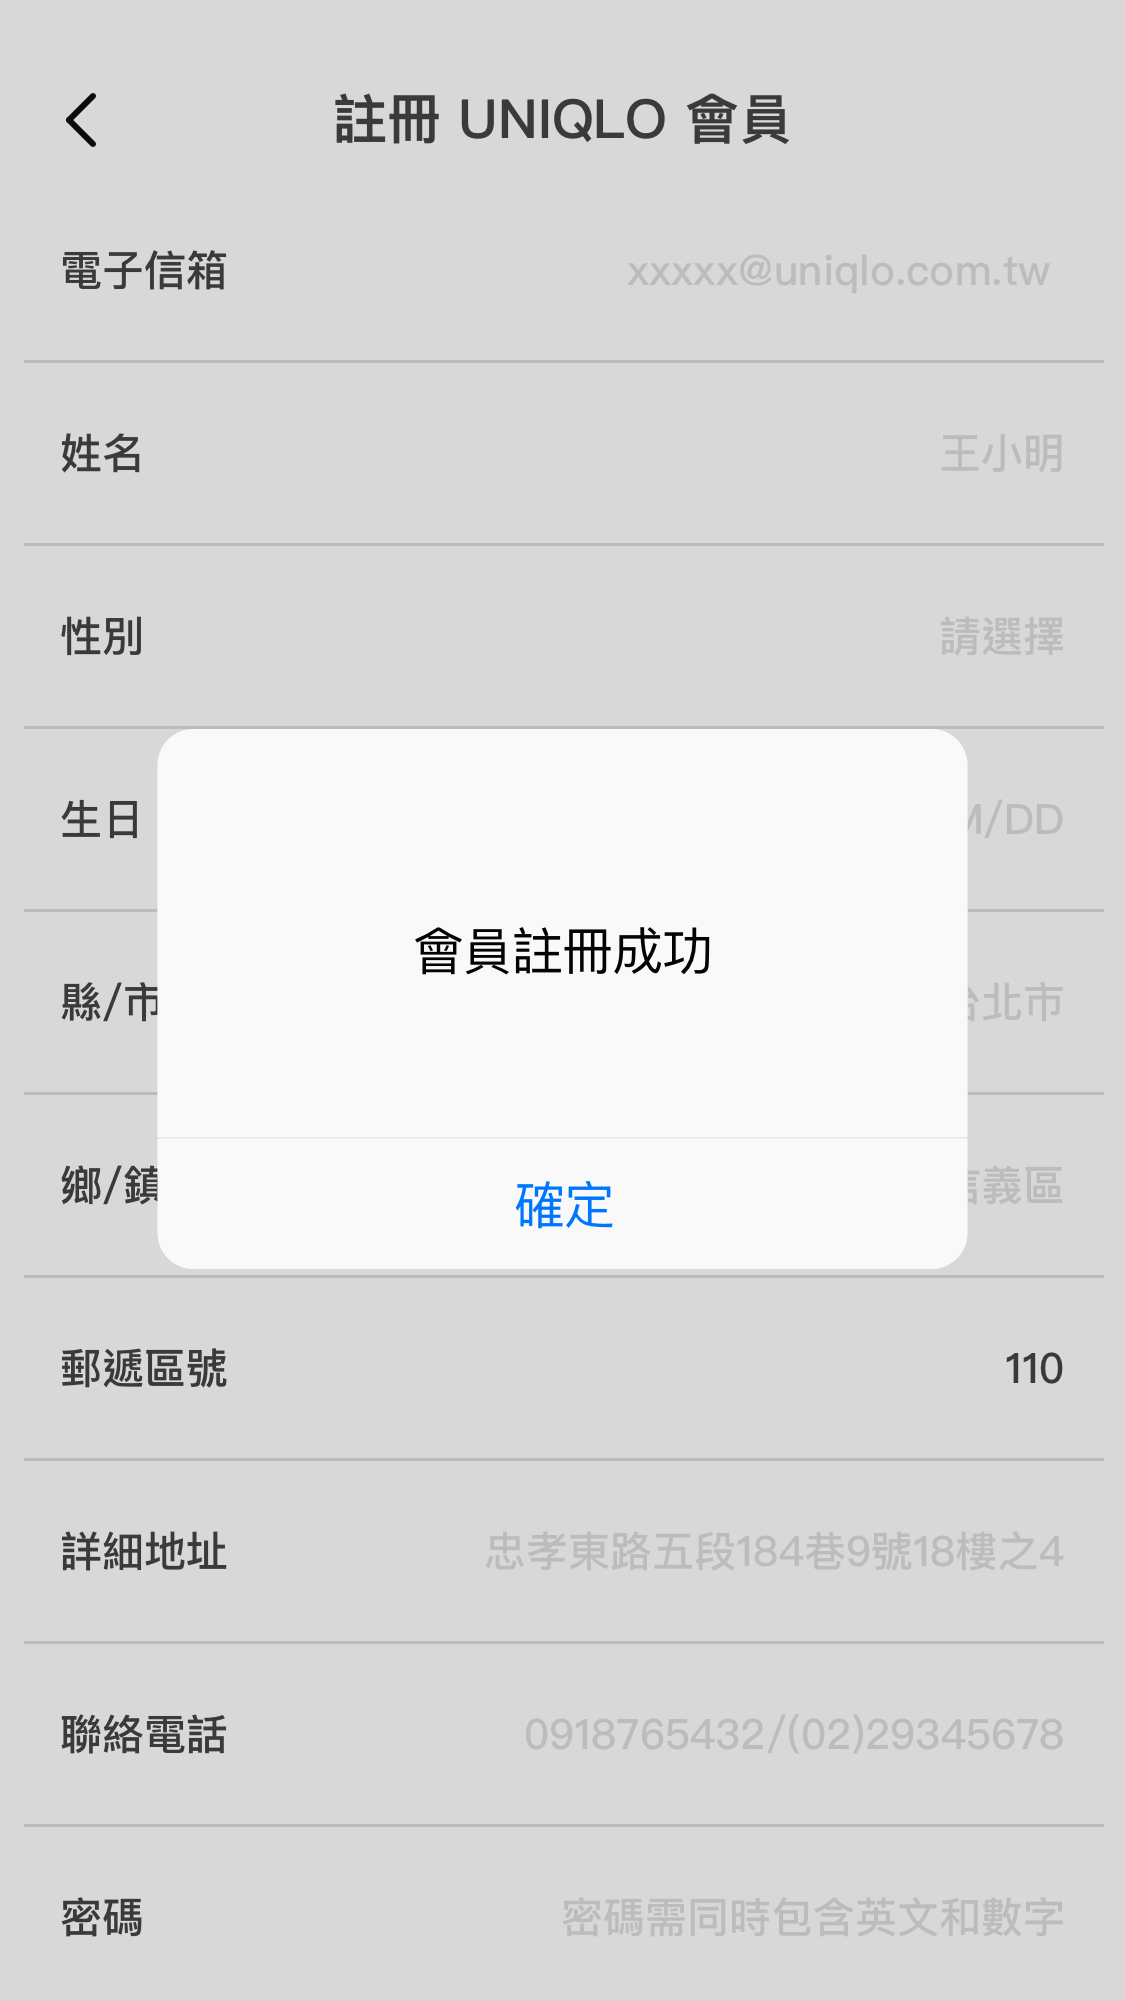 註冊 UNIQLO 會員
電子信箱 xxxxx@uniqlo.com.tw
姓名 王小明
性別 請選擇
生日 M/DD
會員註冊成功
縣/市 台北市
鄉/鎮 信義區
確定
郵遞區號 110
詳細地址 忠孝東路五段184巷9號18樓之4
聯絡電話 0918765432/(02)29345678
密碼 密碼需同時包含英文和數字